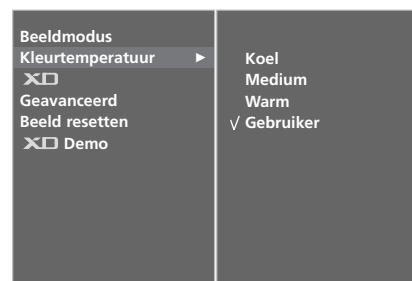 Beeldmodus
Kleurtemperatuur ►
XD
Geavanceerd
Beeld resetten
XD Demo
Koel
Medium
Warm
√ Gebruiker